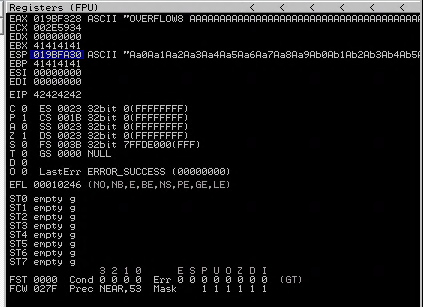 Registers (FPU) < < < <
EAX 019BF328 ASCII "OVERFLOW8 AAAAAAAAAAAAAAAAAAAAAAAAAAAAAAAAAA
ECX 002E5934
EDX 00000000
EBX 41414141
ESP 019BFA30 ASCII "Aa0Aa1Aa2Aa3Aa4Aa5Aa6Aa7Aa8Aa9Ab0Ab1Ab2Ab3Ab4Ab5A
EBP 41414141
ESI 00000000
EDI 00000000
EIP 42424242
C 0 ES 0023 32bit 0(FFFFFFFF)
P 1 CS 001B 32bit 0(FFFFFFFF)
A 0 SS 0023 32bit 0(FFFFFFFF)
Z 1 DS 0023 32bit 0(FFFFFFFF)
S 0 FS 003B 32bit 7FFDE000(FFF)
T 0 GS 0000 NULL
D 0
O 0 LastErr ERROR_SUCCESS (00000000)
EFL 00010246 (NO,NB,E,BE,NS,PE,GE,LE)
ST0 empty g
ST1 empty g
ST2 empty g
ST3 empty g
ST4 empty g
ST5 empty g
ST6 empty g
ST7 empty g
3 2 1 0 E S P U O Z D I
FST 0000 Cond 0 0 0 0 Err 0 0 0 0 0 0 0 0 (GT)
FCW 027F Prec NEAR,53 Mask 1 1 1 1 1 1